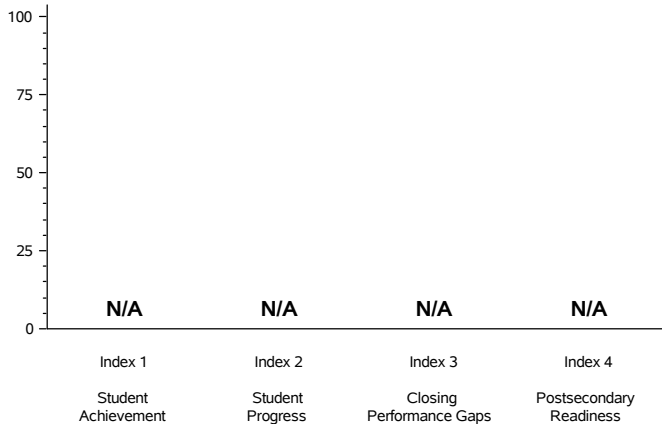 100
75
50
25
0
N/A N/A N/A N/A
Index 1 Index 2 Index 3 Index 4
Student Student Closing Postsecondary
Achievement Progress Performance Gaps Readiness